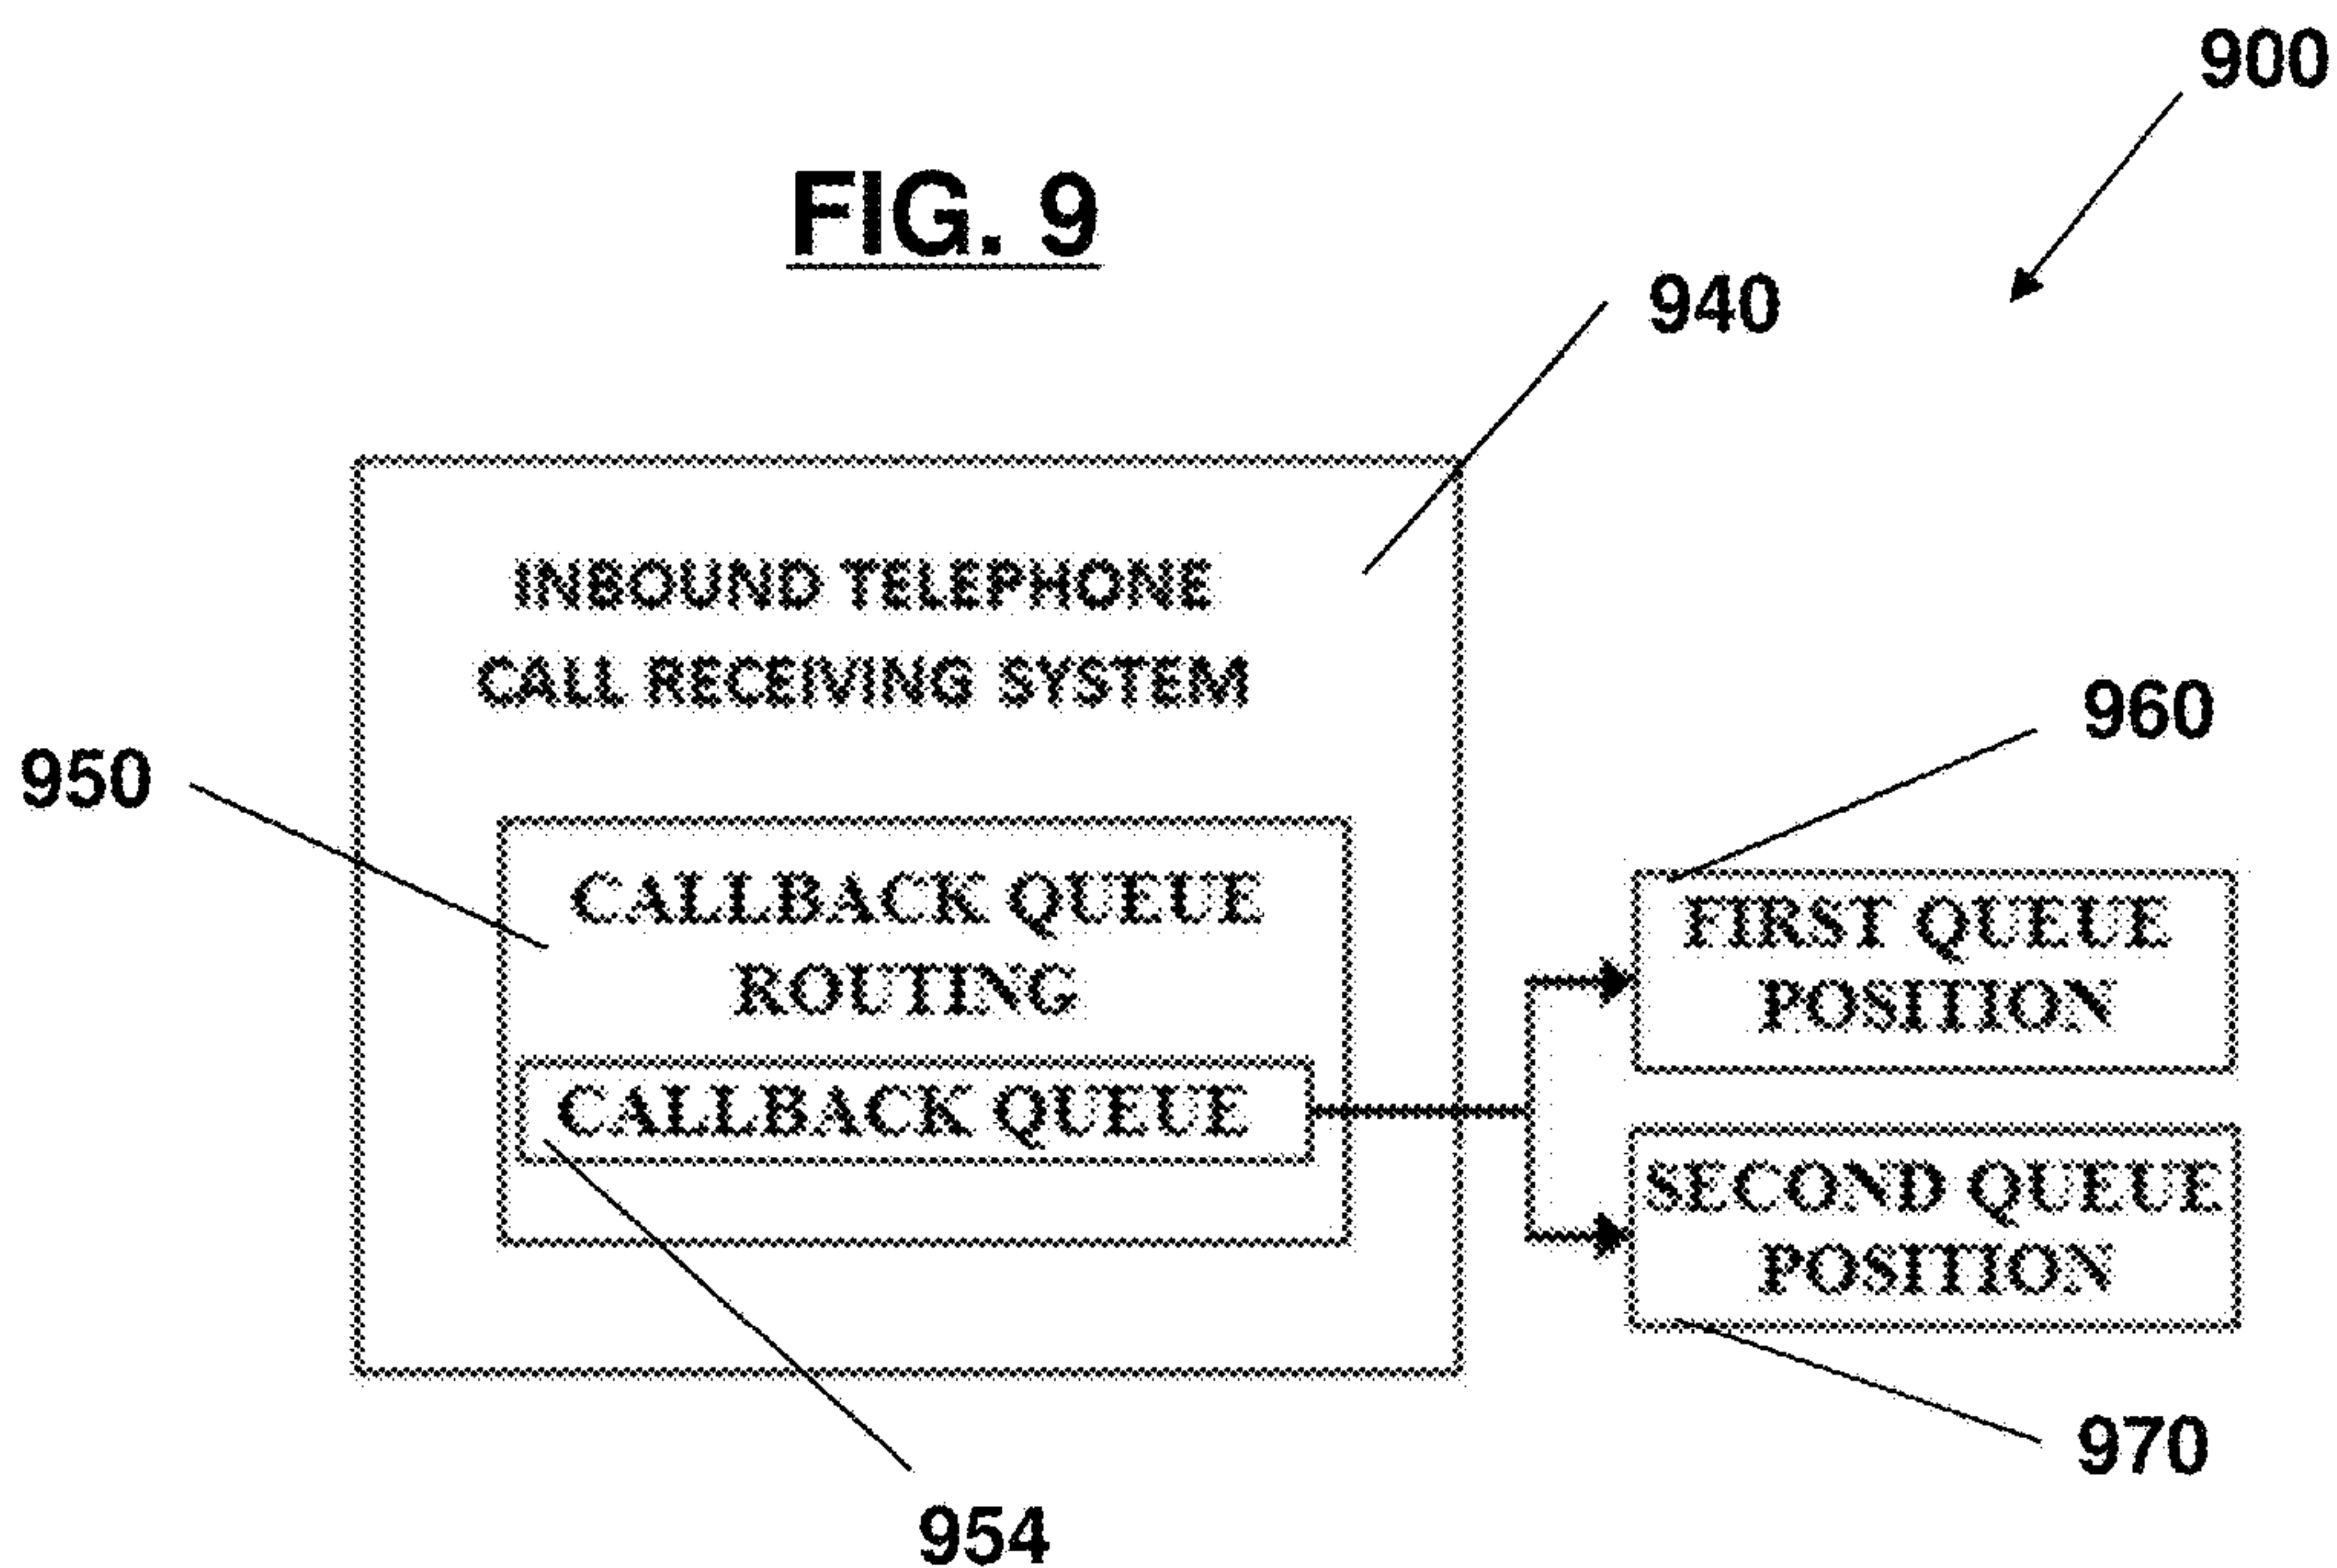 900
FIG. 9
940
INBOUND TELEPHONE
CALL RECEIVING SYSTEM
960
950
CALLBACK QUEUE
ROUTING
FIRST QUEUE
POSITION
CALLBACK QUEUE
SECOND QUEUE
POSITION
970
954